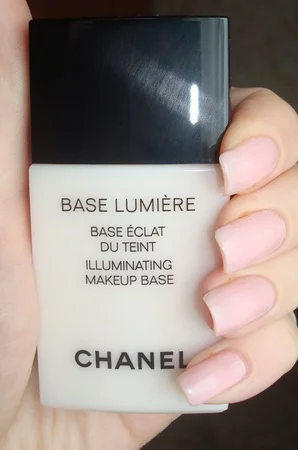 BASE LUMIÈRE
BASE ÉCLAT
DU TEINT
ILLUMINATING
MAKEUP BASE
CHANEL